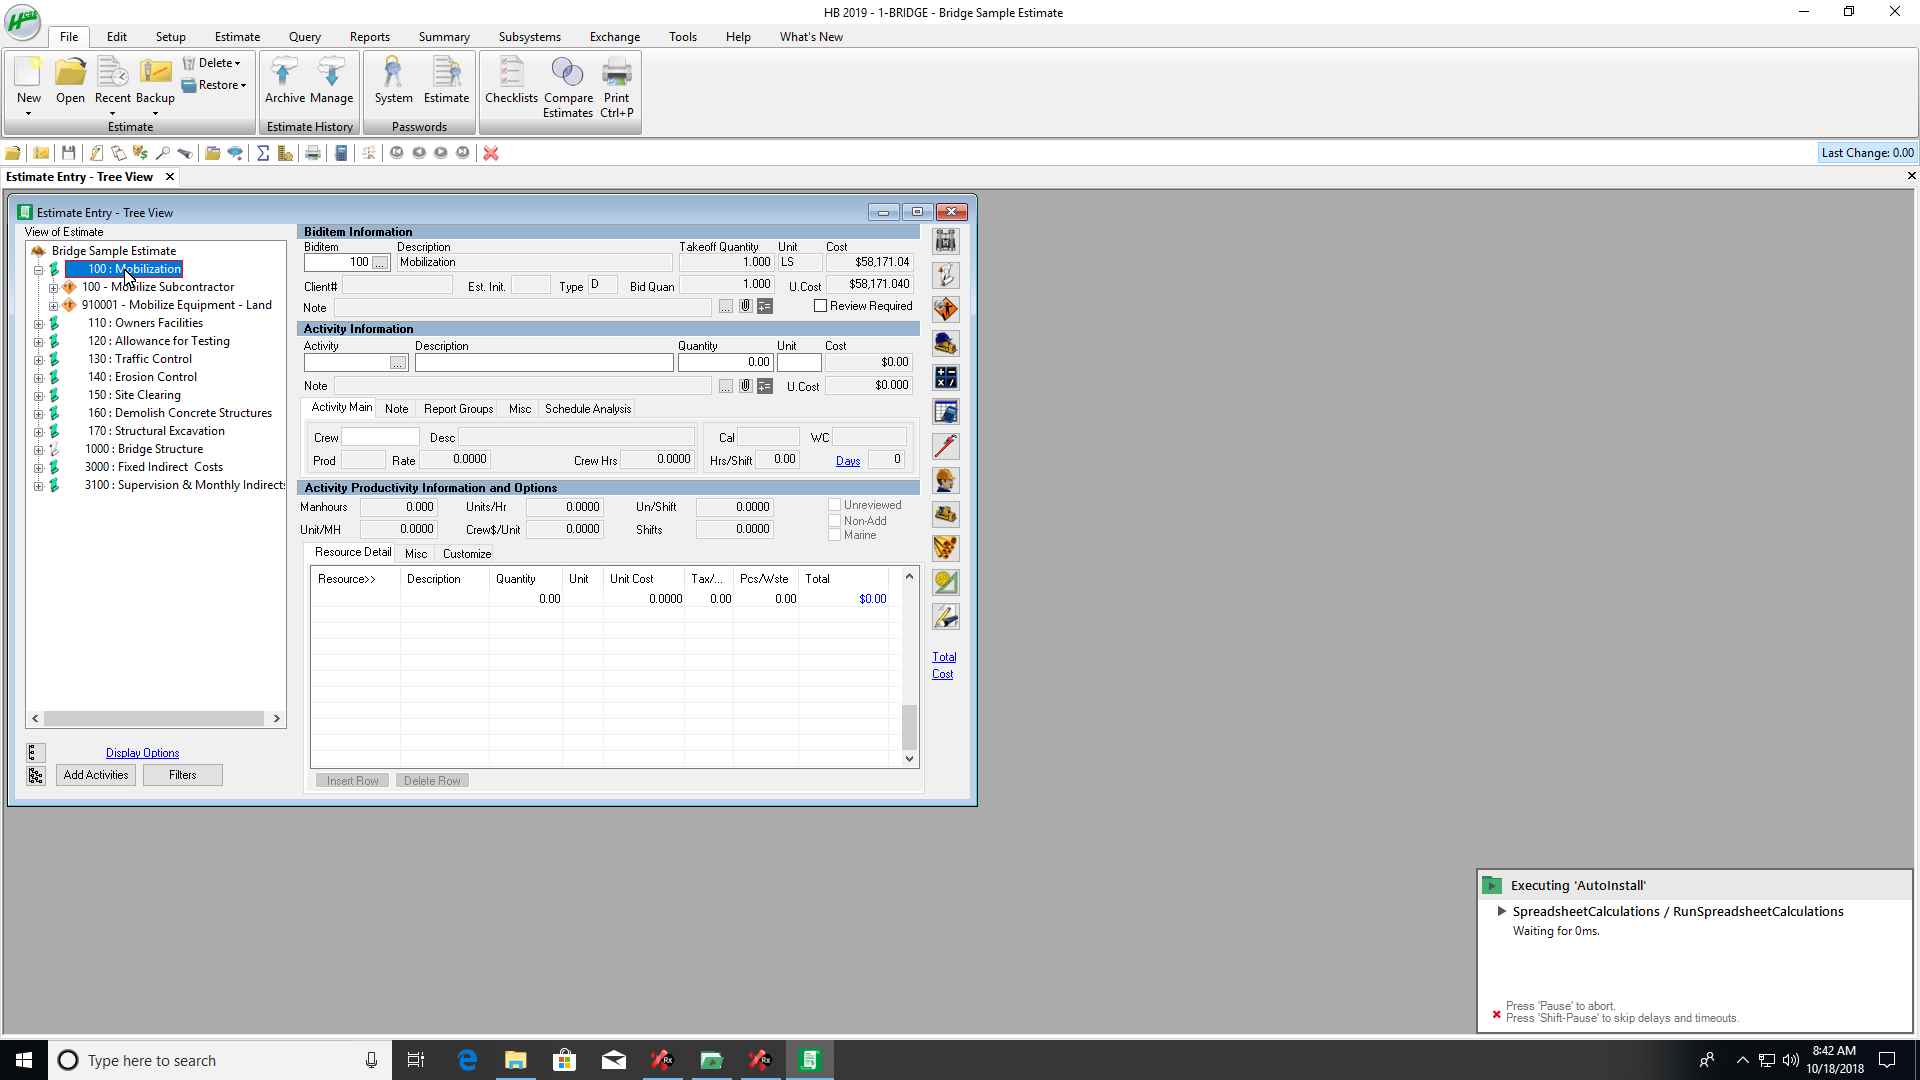 HB 2019 - 1-BRIDGE - Bridge Sample Estimate
File Edit Setup Estimate Query Reports Summary Subsystems Exchange Tools Help What's New
New Open Recent Backup Delete Restore Archive Manage System Estimate Checklists Compare Estimates Print Ctrl+P
Estimate Estimate History Passwords
Last Change: 0.00
Estimate Entry - Tree View
Estimate Entry - Tree View
View of Estimate
Bridge Sample Estimate
100 : Mobilization
100 - Mobilize Subcontractor
910001 - Mobilize Equipment - Land
110 : Owners Facilities
120 : Allowance for Testing
130 : Traffic Control
140 : Erosion Control
150 : Site Clearing
160 : Demolish Concrete Structures
170 : Structural Excavation
1000 : Bridge Structure
3000 : Fixed Indirect Costs
3100 : Supervision & Monthly Indirects
Display Options
Add Activities Filters
Biditem Information
Biditem Description Takeoff Quantity Unit Cost
100 ... Mobilization 1.000 LS $58,171.04
Client# Est. Init. Type D Bid Quan 1.000 U.Cost $58,171.040
Note ... Review Required
Activity Information
Activity Description Quantity Unit Cost
... 0.00 $0.00
Note ... U.Cost $0.000
Activity Main Note Report Groups Misc Schedule Analysis
Crew Desc Cal WC
Prod Rate 0.0000 Crew Hrs 0.0000 Hrs/Shift 0.00 Days 0
Activity Productivity Information and Options
Manhours 0.000 Units/Hr 0.0000 Un/Shift 0.0000 Unreviewed
Non-Add
Unit/MH 0.0000 Crew$/Unit 0.0000 Shifts 0.0000 Marine
Resource Detail Misc Customize
Resource>> Description Quantity Unit Unit Cost Tax/... Pcs/Wste Total
0.00 0.0000 0.00 0.00 $0.00
Insert Row Delete Row
Total
Cost
Executing 'AutoInstall'
SpreadsheetCalculations / RunSpreadsheetCalculations
Waiting for 0ms.
Press 'Pause' to abort.
Press 'Shift-Pause' to skip delays and timeouts.
Type here to search
8:42 AM
10/18/2018